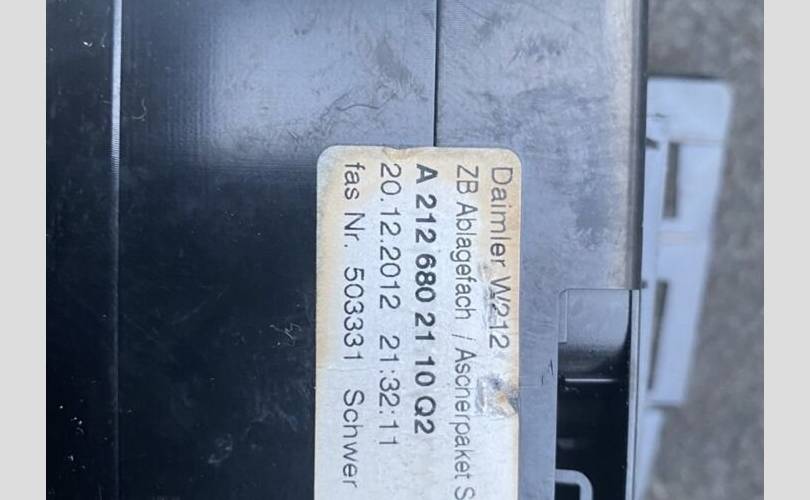 Daimler W212
ZB Ablagefach / Ascherpaket S
A 212 680 21 10 Q2
20.12.2012 21:32:11
fas Nr. 503331 Schwer